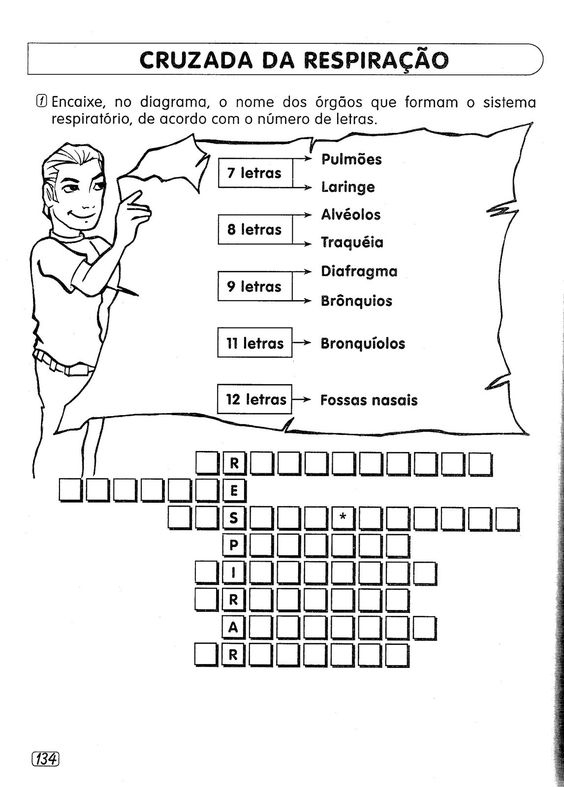 CRUZADA DA RESPIRAÇÃO
1 Encaixe, no diagrama, o nome dos órgãos que formam o sistema
respiratório, de acordo com o número de letras.
7 letras
Pulmões
Laringe
8 letras
Alvéolos
Traquéia
9 letras
Diafragma
Brônquios
11 letras
Bronquíolos
12 letras
Fossas nasais
R
E
S *
P
I
R
A
R
134